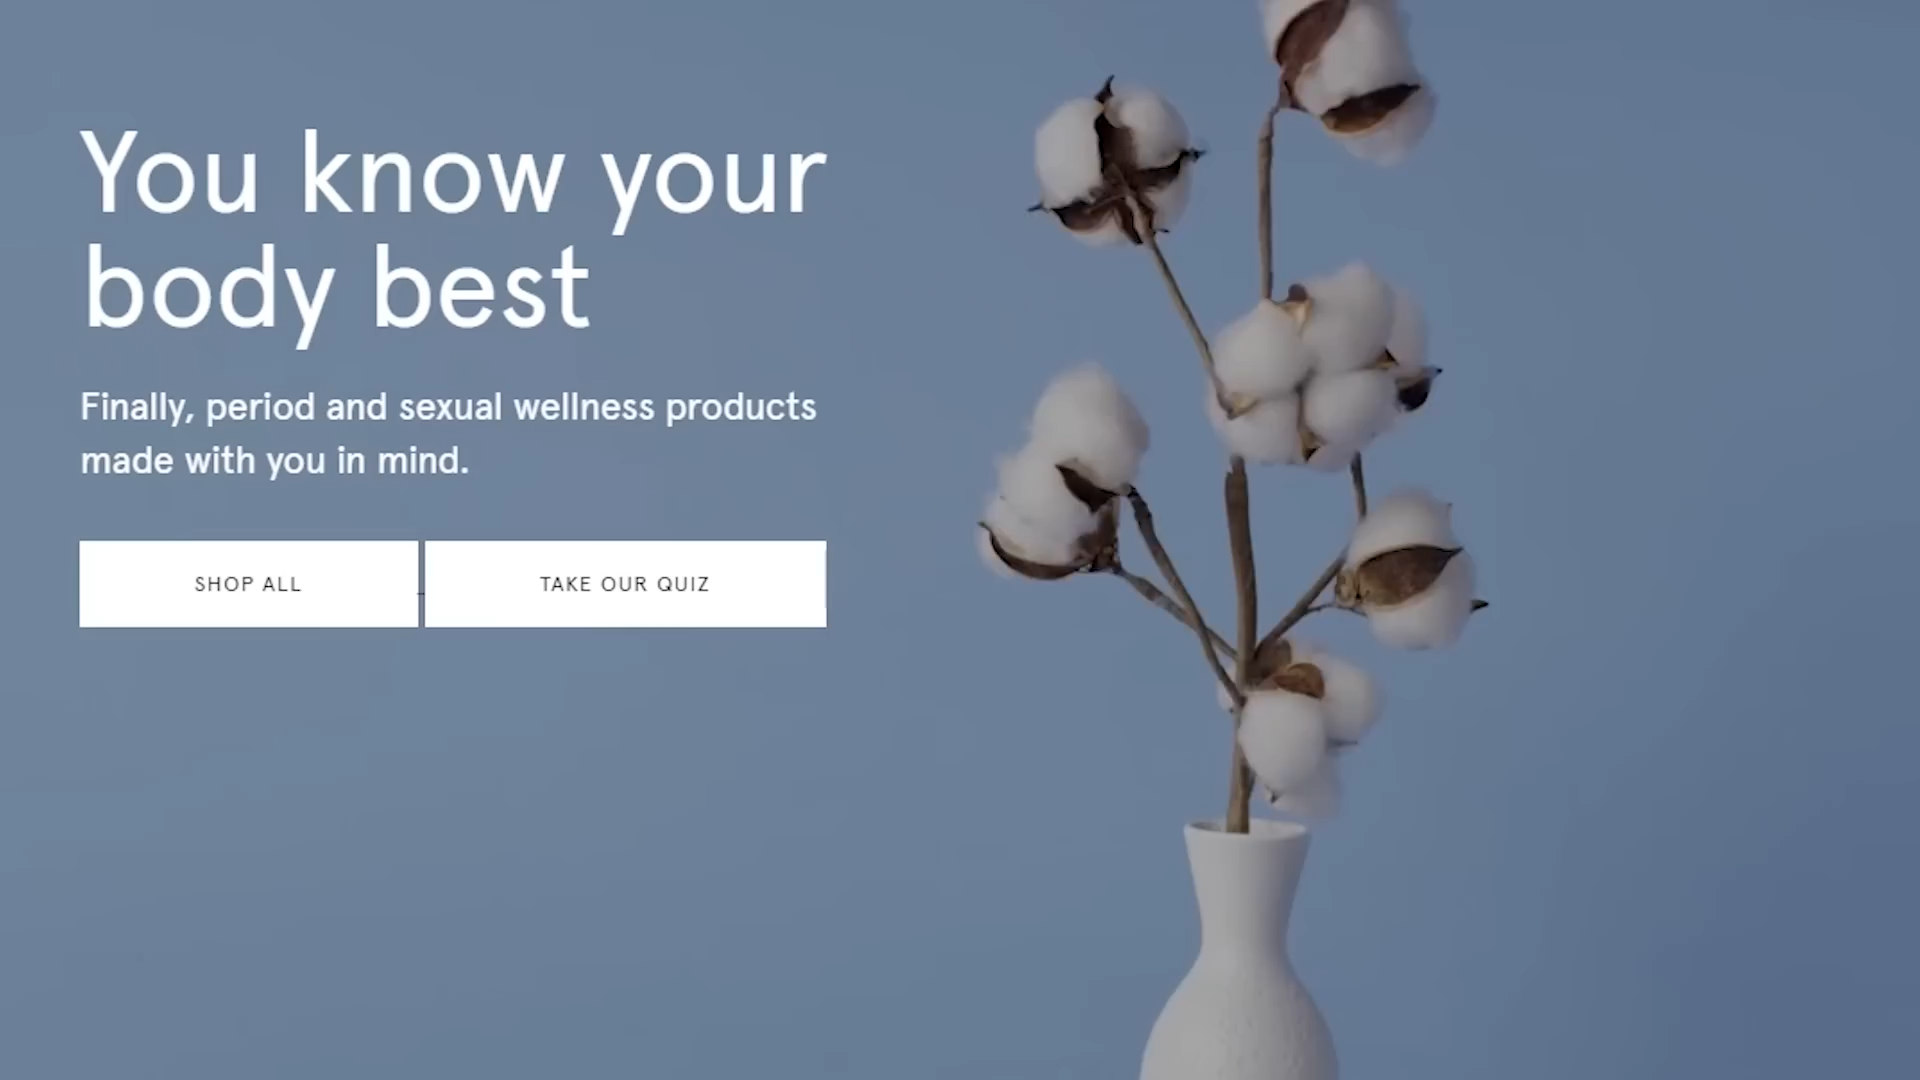 You know your
body best
Finally, period and sexual wellness products
made with you in mind.
SHOP ALL
TAKE OUR QUIZ